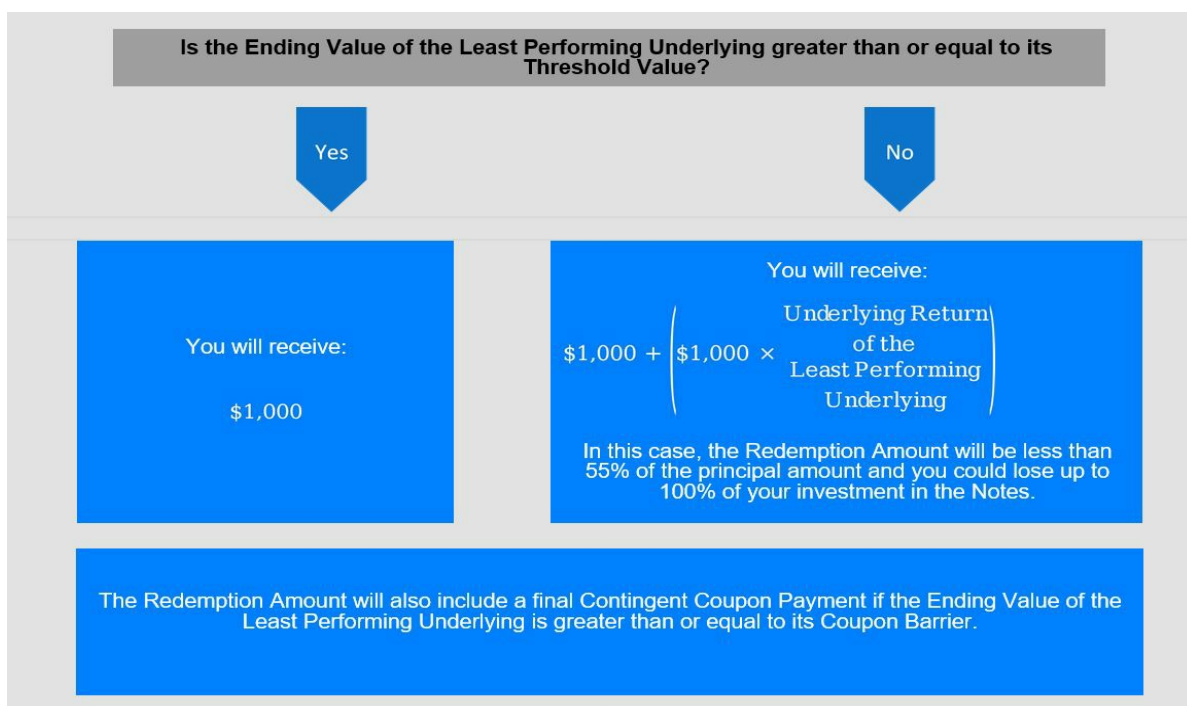 Is the Ending Value of the Least Performing Underlying greater than or equal to its
Threshold Value?
Yes
No
You will receive:
$1,000
You will receive:
$1,000 + ($1,000 × Underlying Return
of the
Least Performing
Underlying)
In this case, the Redemption Amount will be less than
55% of the principal amount and you could lose up to
100% of your investment in the Notes.
The Redemption Amount will also include a final Contingent Coupon Payment if the Ending Value of the
Least Performing Underlying is greater than or equal to its Coupon Barrier.